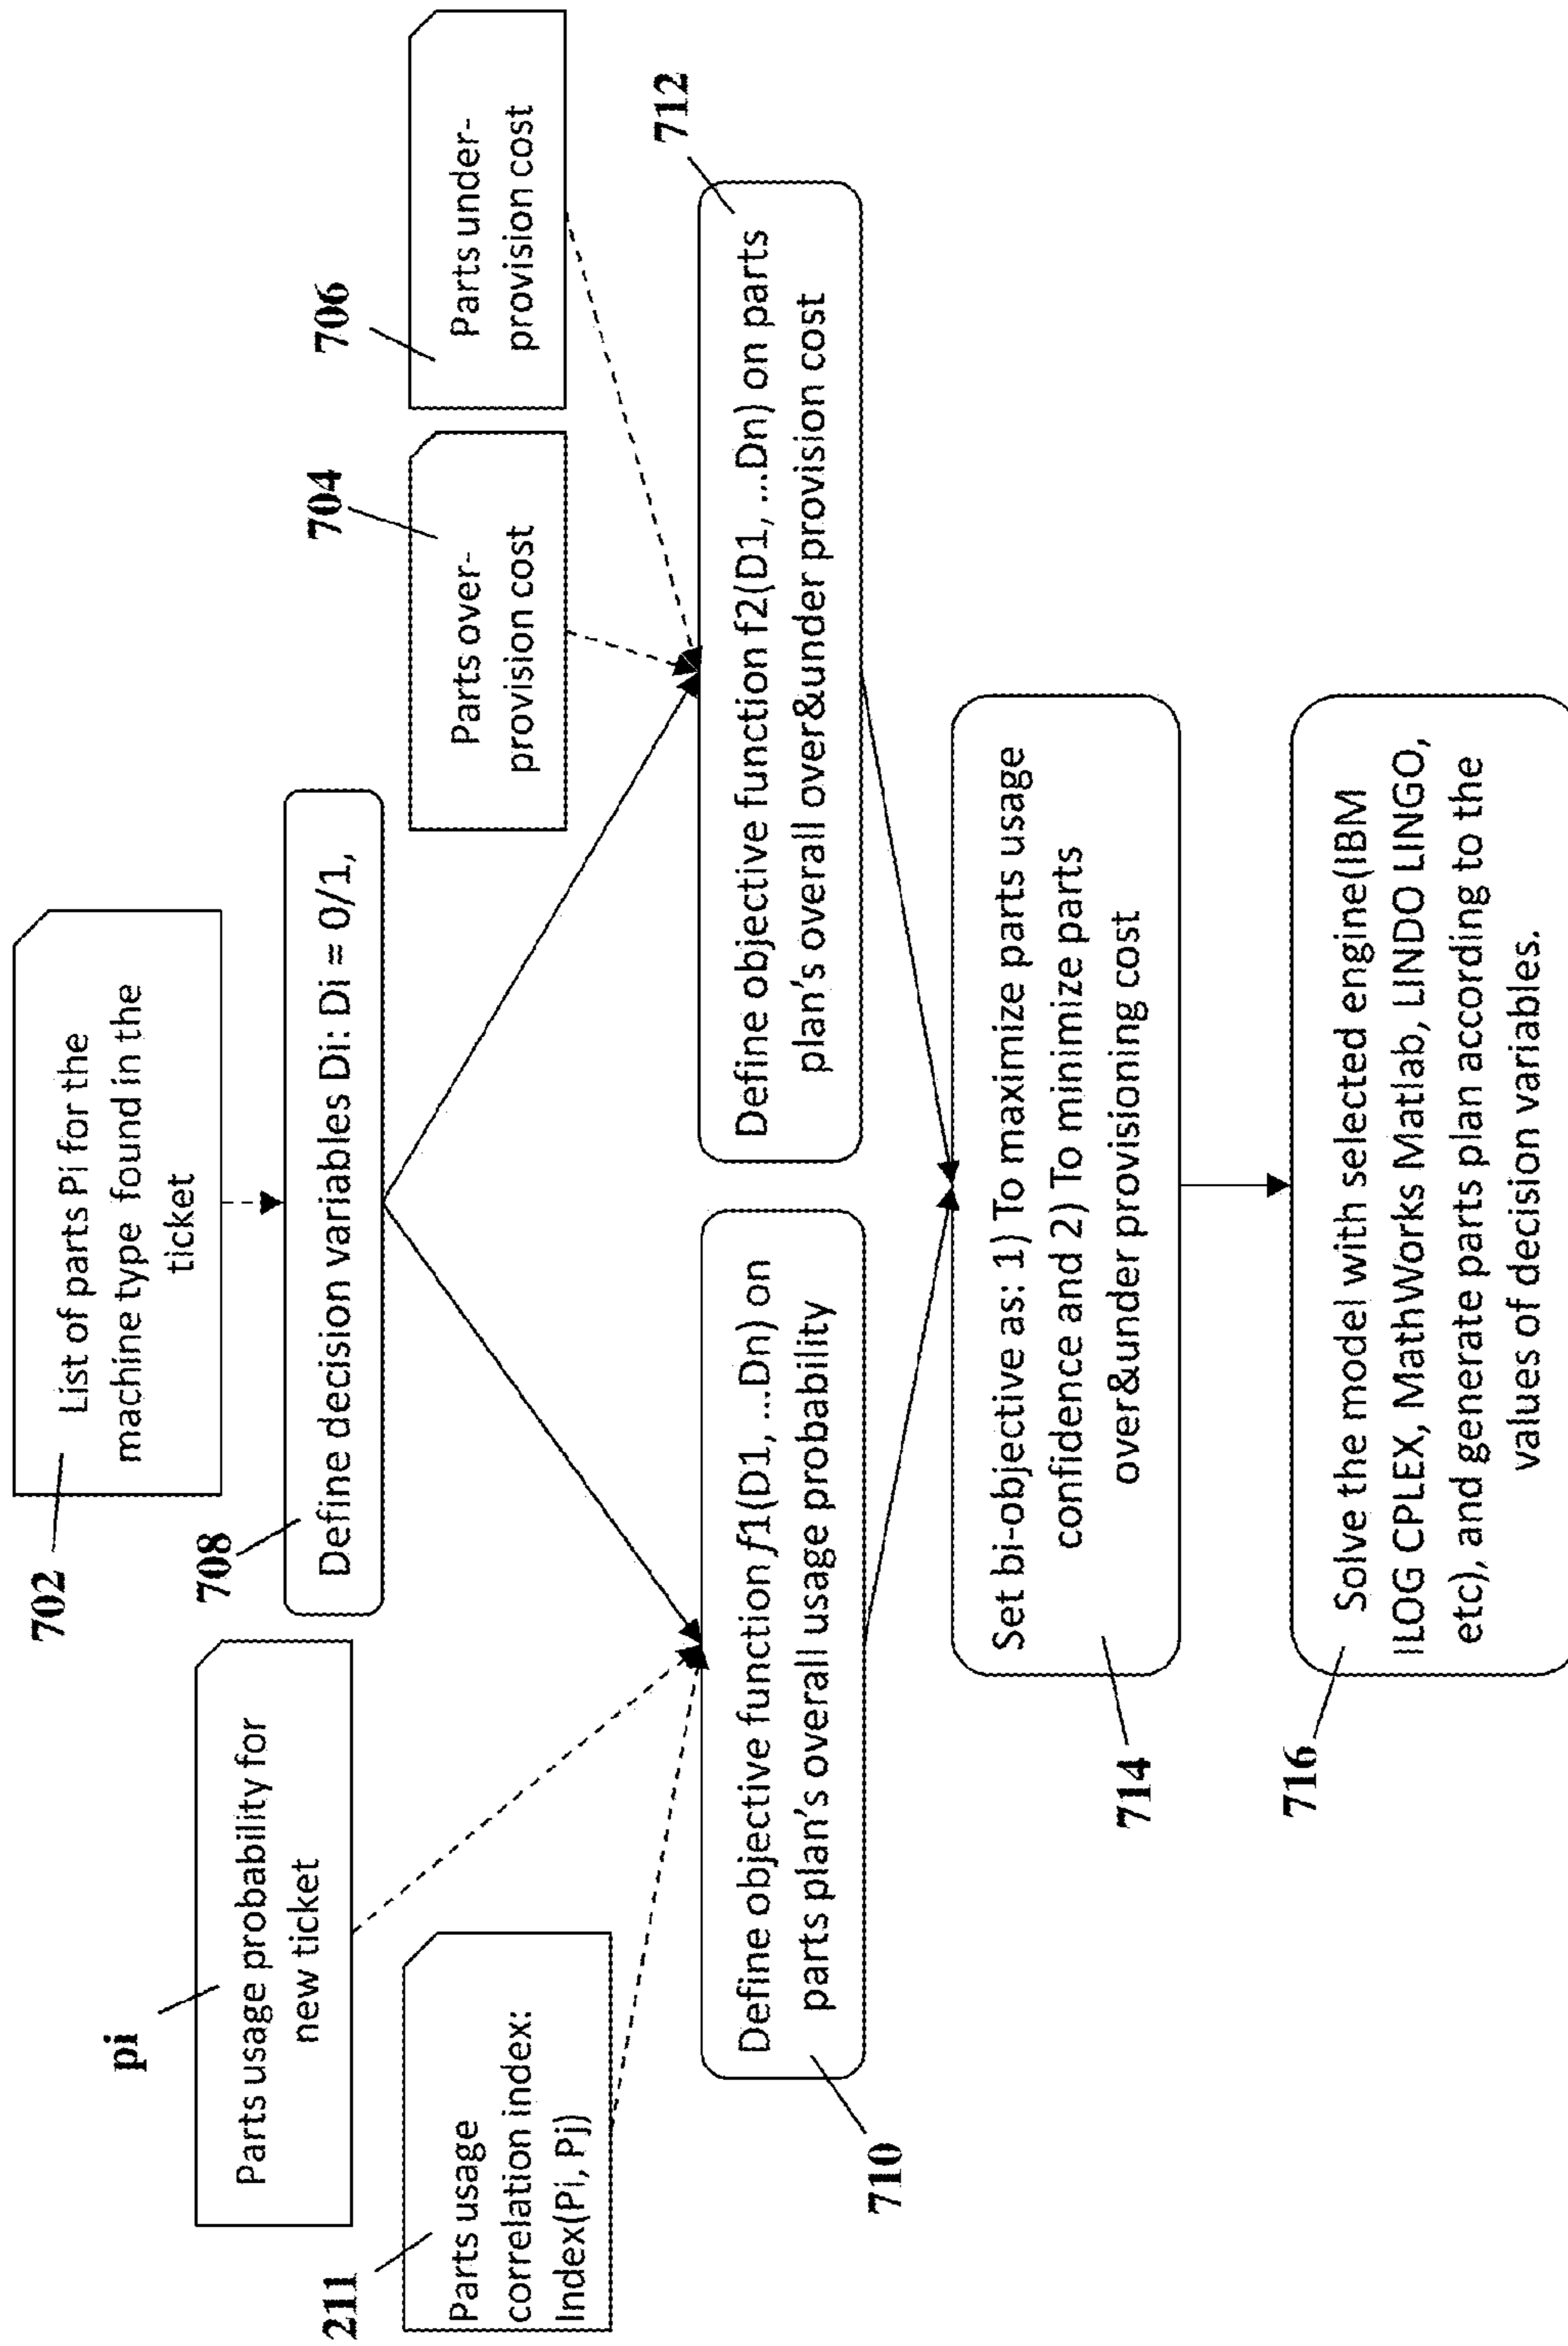 702
List of parts Pi for the
machine type found in the
ticket
pi
Parts usage probability for
new ticket
708
Define decision variables Di: Di = 0/1,
211
Parts usage
correlation index:
Index(Pi, Pj)
704
Parts over-
provision cost
706
Parts under-
provision cost
710
Define objective function f1(D1, ...Dn) on
parts plan's overall usage probability
712
Define objective function f2(D1, ...Dn) on parts
plan's overall over&under provision cost
714
Set bi-objective as: 1) To maximize parts usage
confidence and 2) To minimize parts
over&under provisioning cost
716
Solve the model with selected engine(IBM
ILOG CPLEX, MathWorks Matlab, LINDO LINGO,
etc), and generate parts plan according to the
values of decision variables.